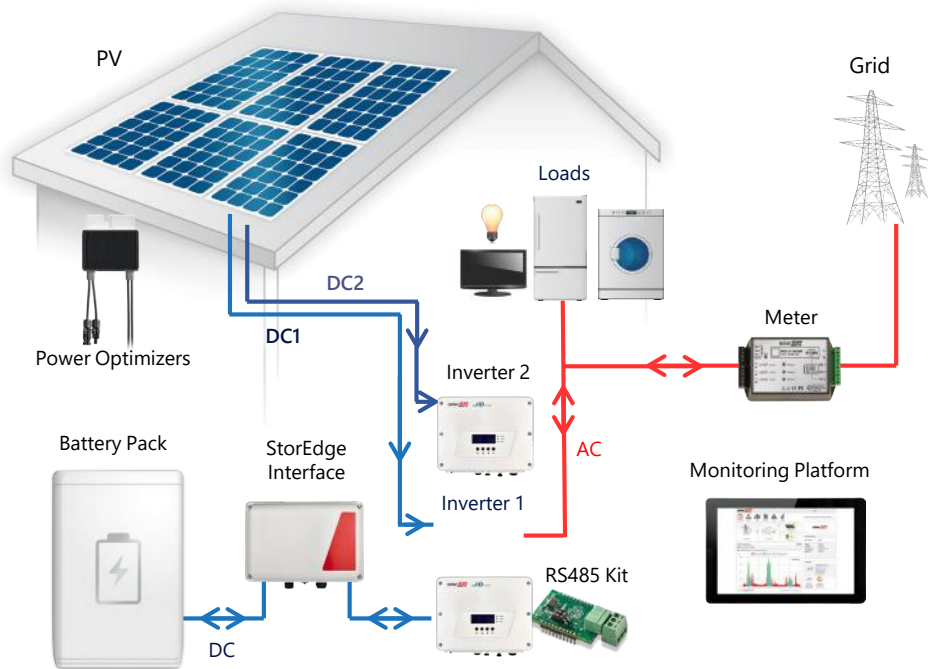 PV
Grid
Loads
DC2
DC1
Meter
Power Optimizers
Inverter 2
Battery Pack
StorEdge
Interface
AC
Monitoring Platform
Inverter 1
RS485 Kit
DC